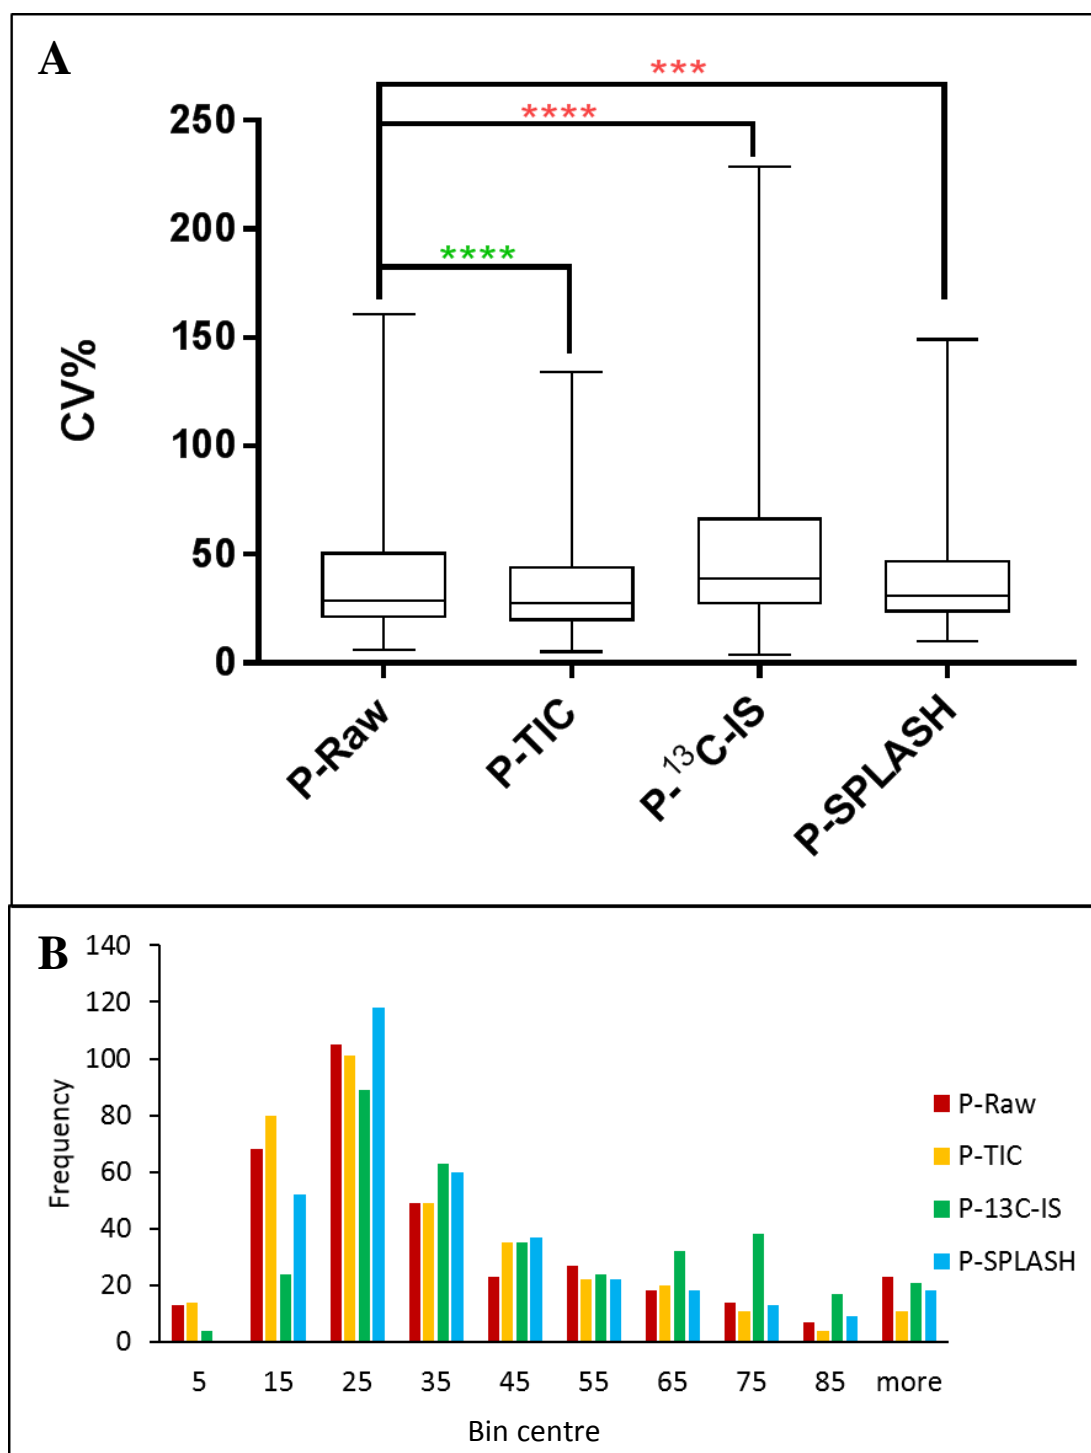 A
***
****
****
250
200
150
100
50
0
CV%
P-Raw
P-TIC
P-¹³C-IS
P-SPLASH
B
140
120
100
80
60
40
20
0
Frequency
5 15 25 35 45 55 65 75 85 more
Bin centre
P-Raw
P-TIC
P-13C-IS
P-SPLASH